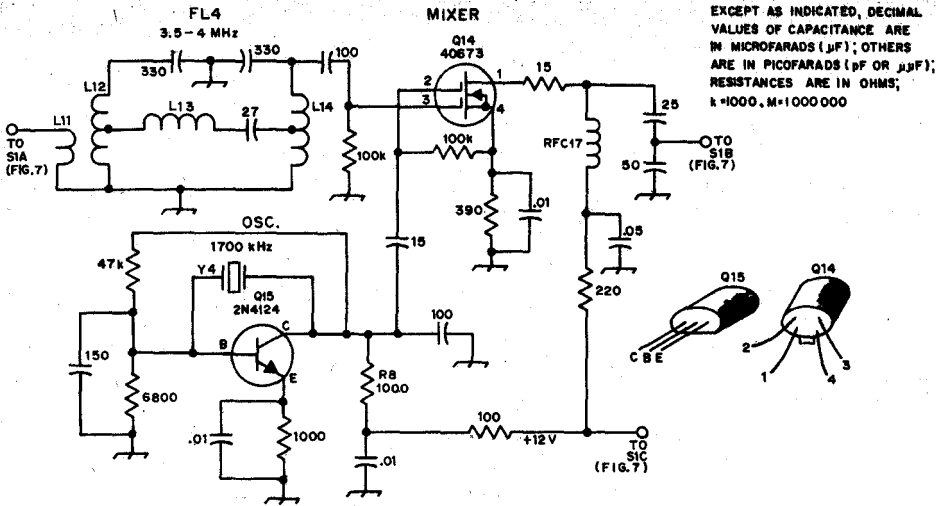 FL4
3.5-4 MHz
330
330
100
L12
L13
27
L14
L11
TO
S1A
(FIG.7)
100k
MIXER
Q14
40673
1
2
3
4
15
100k
RFC17
25
50
TO
S1B
(FIG.7)
390
.01
15
.05
220
EXCEPT AS INDICATED, DECIMAL
VALUES OF CAPACITANCE ARE
IN MICROFARADS (µF); OTHERS
ARE IN PICOFARADS (pF OR µµF);
RESISTANCES ARE IN OHMS;
k=1000, M=1000000
OSC.
1700 kHz
47k
Y4
Q15
2N4124
B
C
E
150
6800
.01
1000
R8
1000
100
.01
100
+12V
TO
S1C
(FIG.7)
Q15
C B E
Q14
2
1
4
3